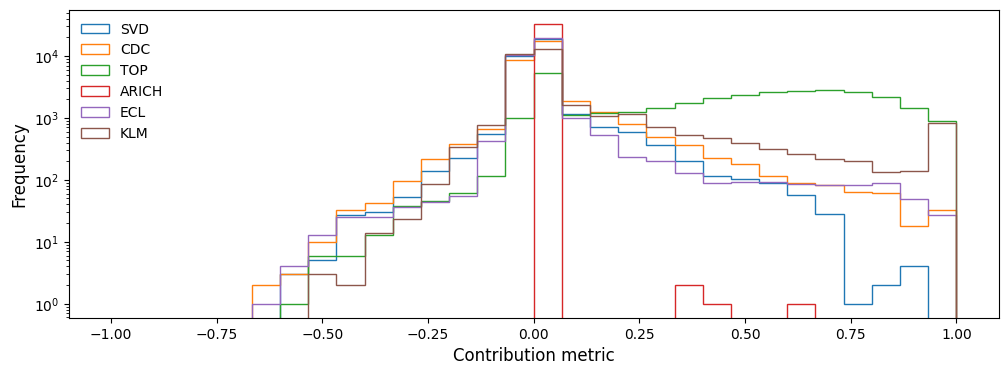 SVD
CDC
TOP
ARICH
ECL
KLM
10⁴
10³
10²
10¹
10⁰
Frequency
−1.00 −0.75 −0.50 −0.25 0.00 0.25 0.50 0.75 1.00
Contribution metric